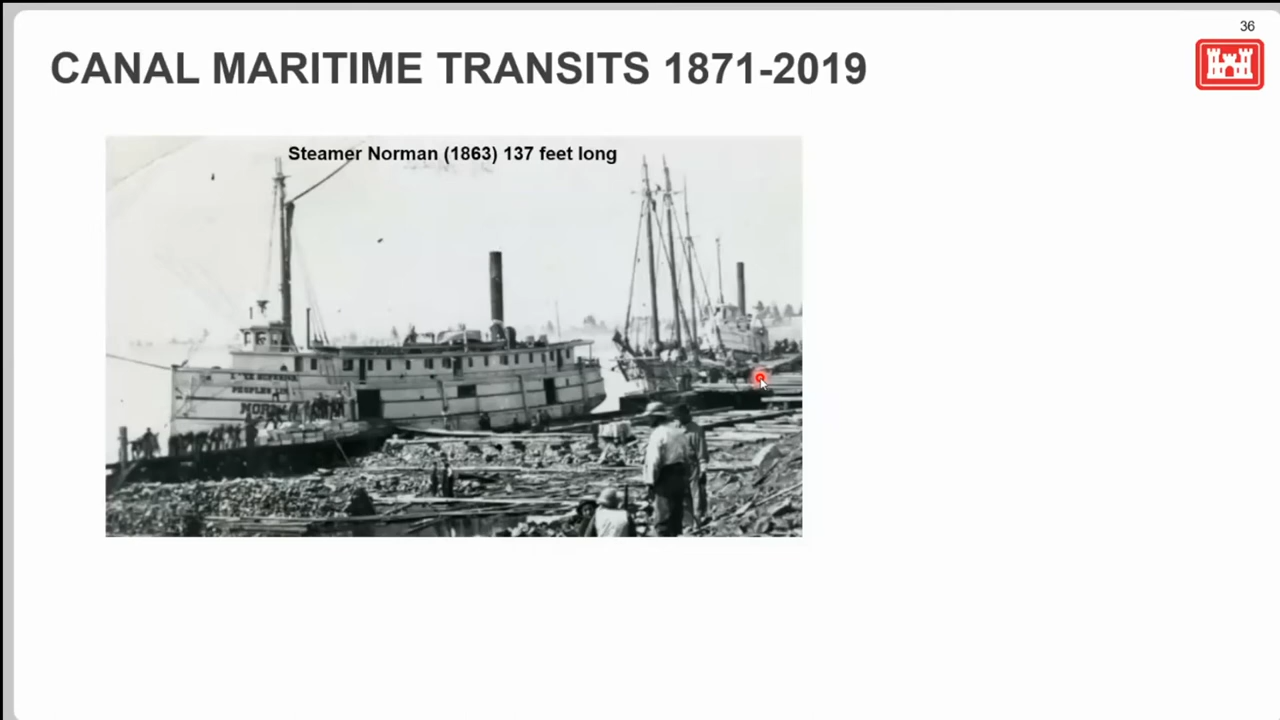 36
CANAL MARITIME TRANSITS 1871-2019
Steamer Norman (1863) 137 feet long